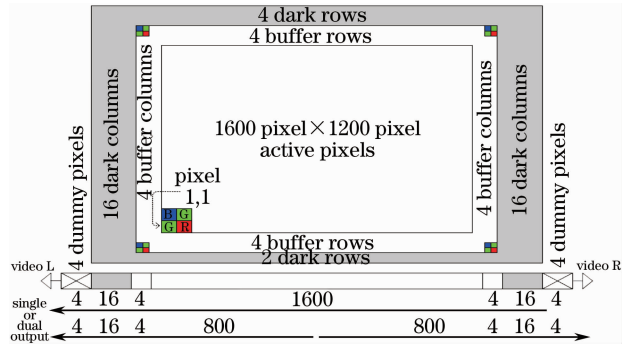 4 dark rows
4 buffer rows
4 dummy pixels
16 dark columns
4 buffer columns
1600 pixel×1200 pixel
active pixels
pixel
1,1
B G
G R
4 buffer columns
16 dark columns
4 dummy pixels
4 buffer rows
2 dark rows
video L
video R
4 16 4 1600 4 16 4
single
or
dual
output
4 16 4 800 800 4 16 4